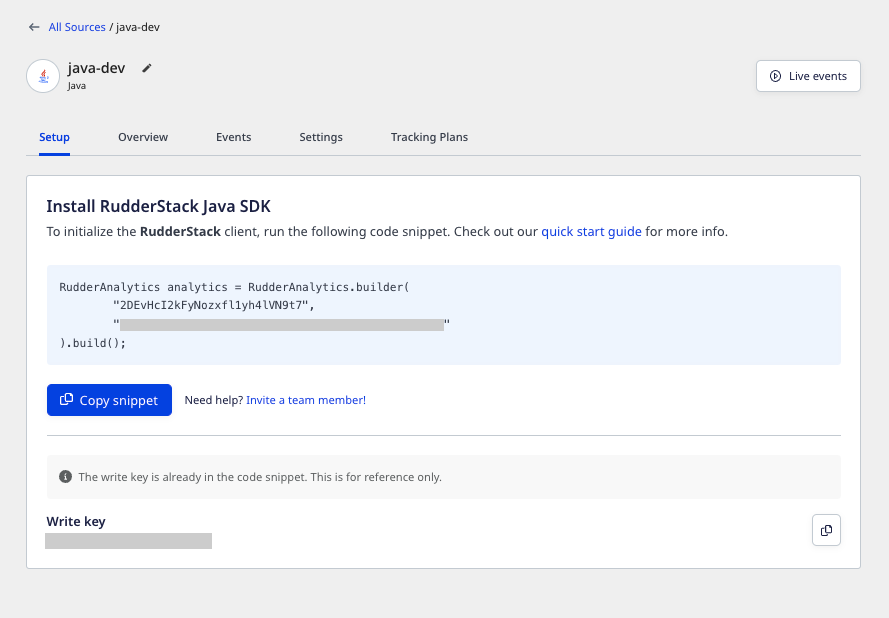 ← All Sources / java-dev
java-dev
Java
Live events
Setup Overview Events Settings Tracking Plans
Install RudderStack Java SDK
To initialize the RudderStack client, run the following code snippet. Check out our quick start guide for more info.
RudderAnalytics analytics = RudderAnalytics.builder(
"2DEvHcI2kFyNozxfl1yh4lVN9t7",
""
).build();
Copy snippet Need help? Invite a team member!
The write key is already in the code snippet. This is for reference only.
Write key